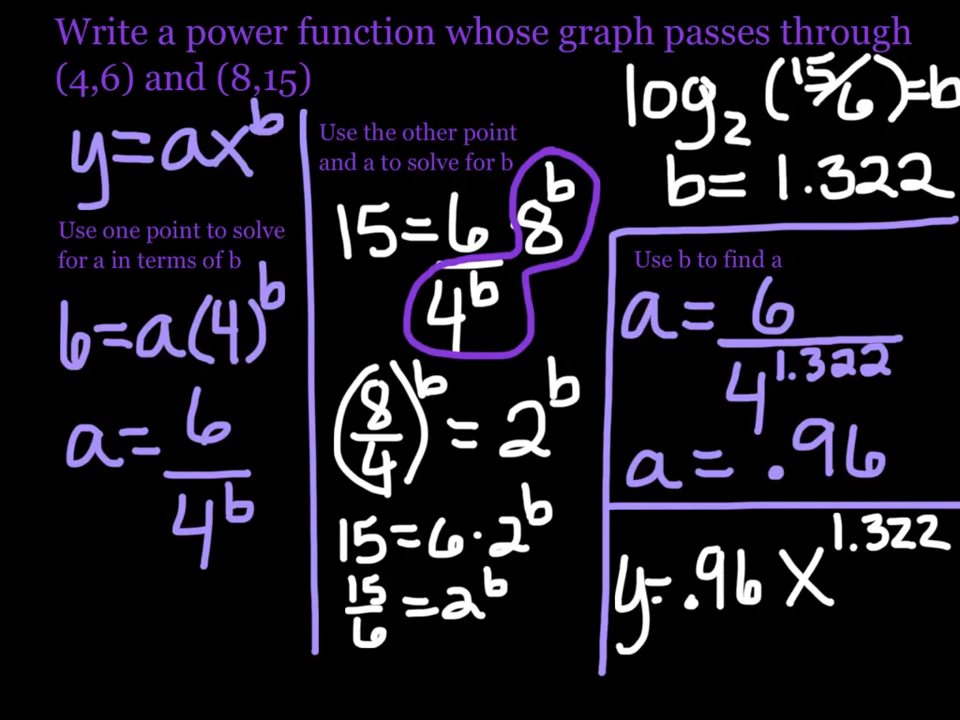 Write a power function whose graph passes through
(4,6) and (8,15)
y=ax^b
Use one point to solve
for a in terms of b
6=a(4)^b
a=6/4^b
Use the other point
and a to solve for b
15=6/4^b·8^b
(8/4)^b=2^b
15=6·2^b
15/6=2^b
log₂(15/6)=b
b=1.322
Use b to find a
a=6/4^1.322
a=.96
y=.96x^1.322